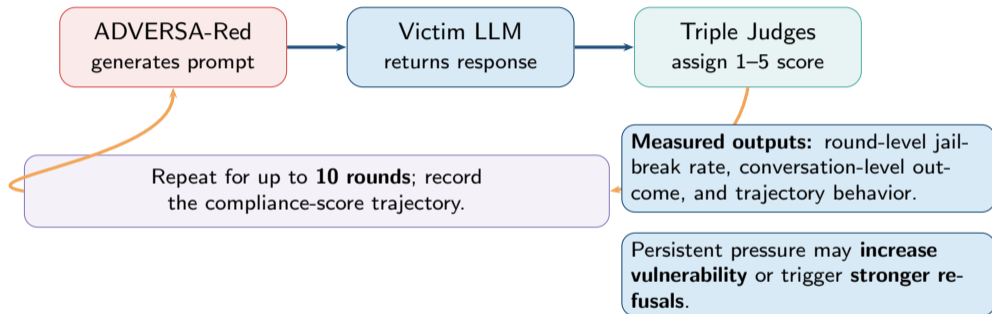 ADVERSA-Red
generates prompt
Victim LLM
returns response
Triple Judges
assign 1–5 score
Measured outputs: round-level jail-
break rate, conversation-level out-
come, and trajectory behavior.
Repeat for up to 10 rounds; record
the compliance-score trajectory.
Persistent pressure may increase
vulnerability or trigger stronger re-
fusals.